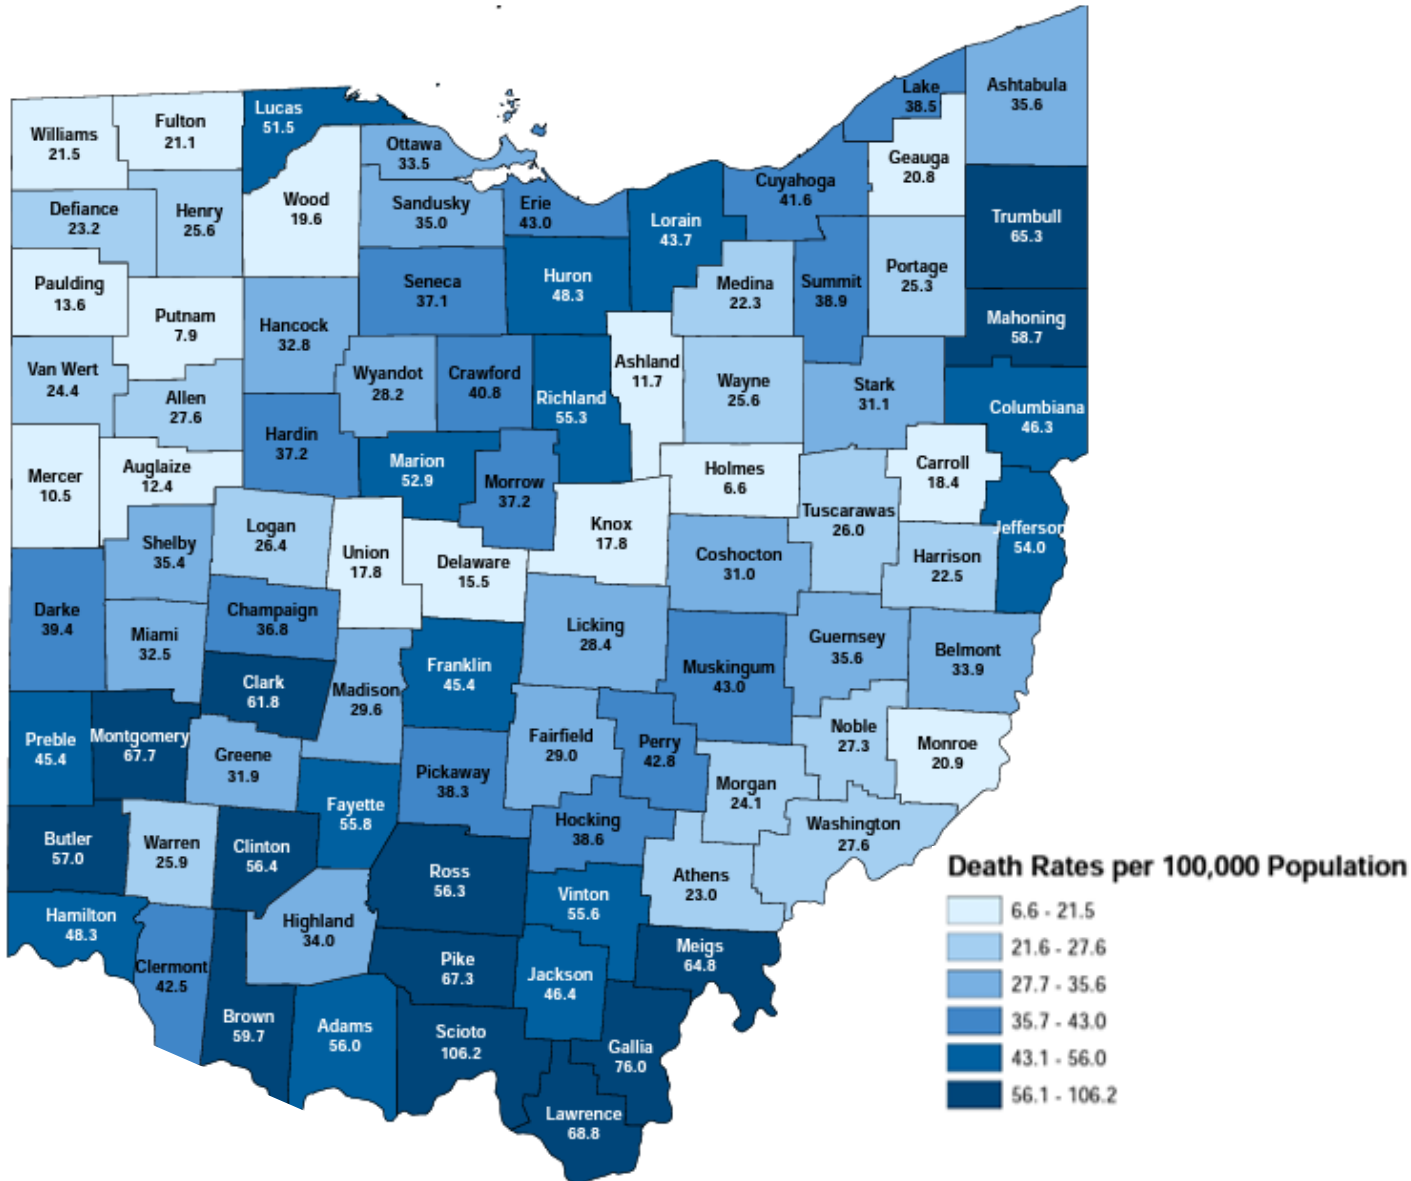 Williams
21.5
Fulton
21.1
Lucas
51.5
Ottawa
33.5
Lake
38.5
Ashtabula
35.6
Geauga
20.8
Cuyahoga
41.6
Defiance
23.2
Henry
25.6
Wood
19.6
Sandusky
35.0
Erie
43.0
Lorain
43.7
Trumbull
65.3
Paulding
13.6
Putnam
7.9
Hancock
32.8
Seneca
37.1
Huron
48.3
Medina
22.3
Summit
38.9
Portage
25.3
Mahoning
58.7
Van Wert
24.4
Allen
27.6
Wyandot
28.2
Crawford
40.8
Richland
55.3
Ashland
11.7
Wayne
25.6
Stark
31.1
Columbiana
46.3
Mercer
10.5
Auglaize
12.4
Hardin
37.2
Marion
52.9
Morrow
37.2
Holmes
6.6
Carroll
18.4
Shelby
35.4
Logan
26.4
Union
17.8
Delaware
15.5
Knox
17.8
Coshocton
31.0
Tuscarawas
26.0
Harrison
22.5
Jefferson
54.0
Darke
39.4
Miami
32.5
Champaign
36.8
Licking
28.4
Muskingum
43.0
Guernsey
35.6
Belmont
33.9
Clark
61.8
Madison
29.6
Franklin
45.4
Preble
45.4
Montgomery
67.7
Greene
31.9
Fairfield
29.0
Perry
42.8
Noble
27.3
Monroe
20.9
Pickaway
38.3
Morgan
24.1
Fayette
55.8
Hocking
38.6
Washington
27.6
Butler
57.0
Warren
25.9
Clinton
56.4
Ross
56.3
Athens
23.0
Vinton
55.6
Hamilton
48.3
Highland
34.0
Clermont
42.5
Pike
67.3
Jackson
46.4
Meigs
64.8
Brown
59.7
Adams
56.0
Scioto
106.2
Gallia
76.0
Lawrence
68.8
Death Rates per 100,000 Population
6.6 - 21.5
21.6 - 27.6
27.7 - 35.6
35.7 - 43.0
43.1 - 56.0
56.1 - 106.2